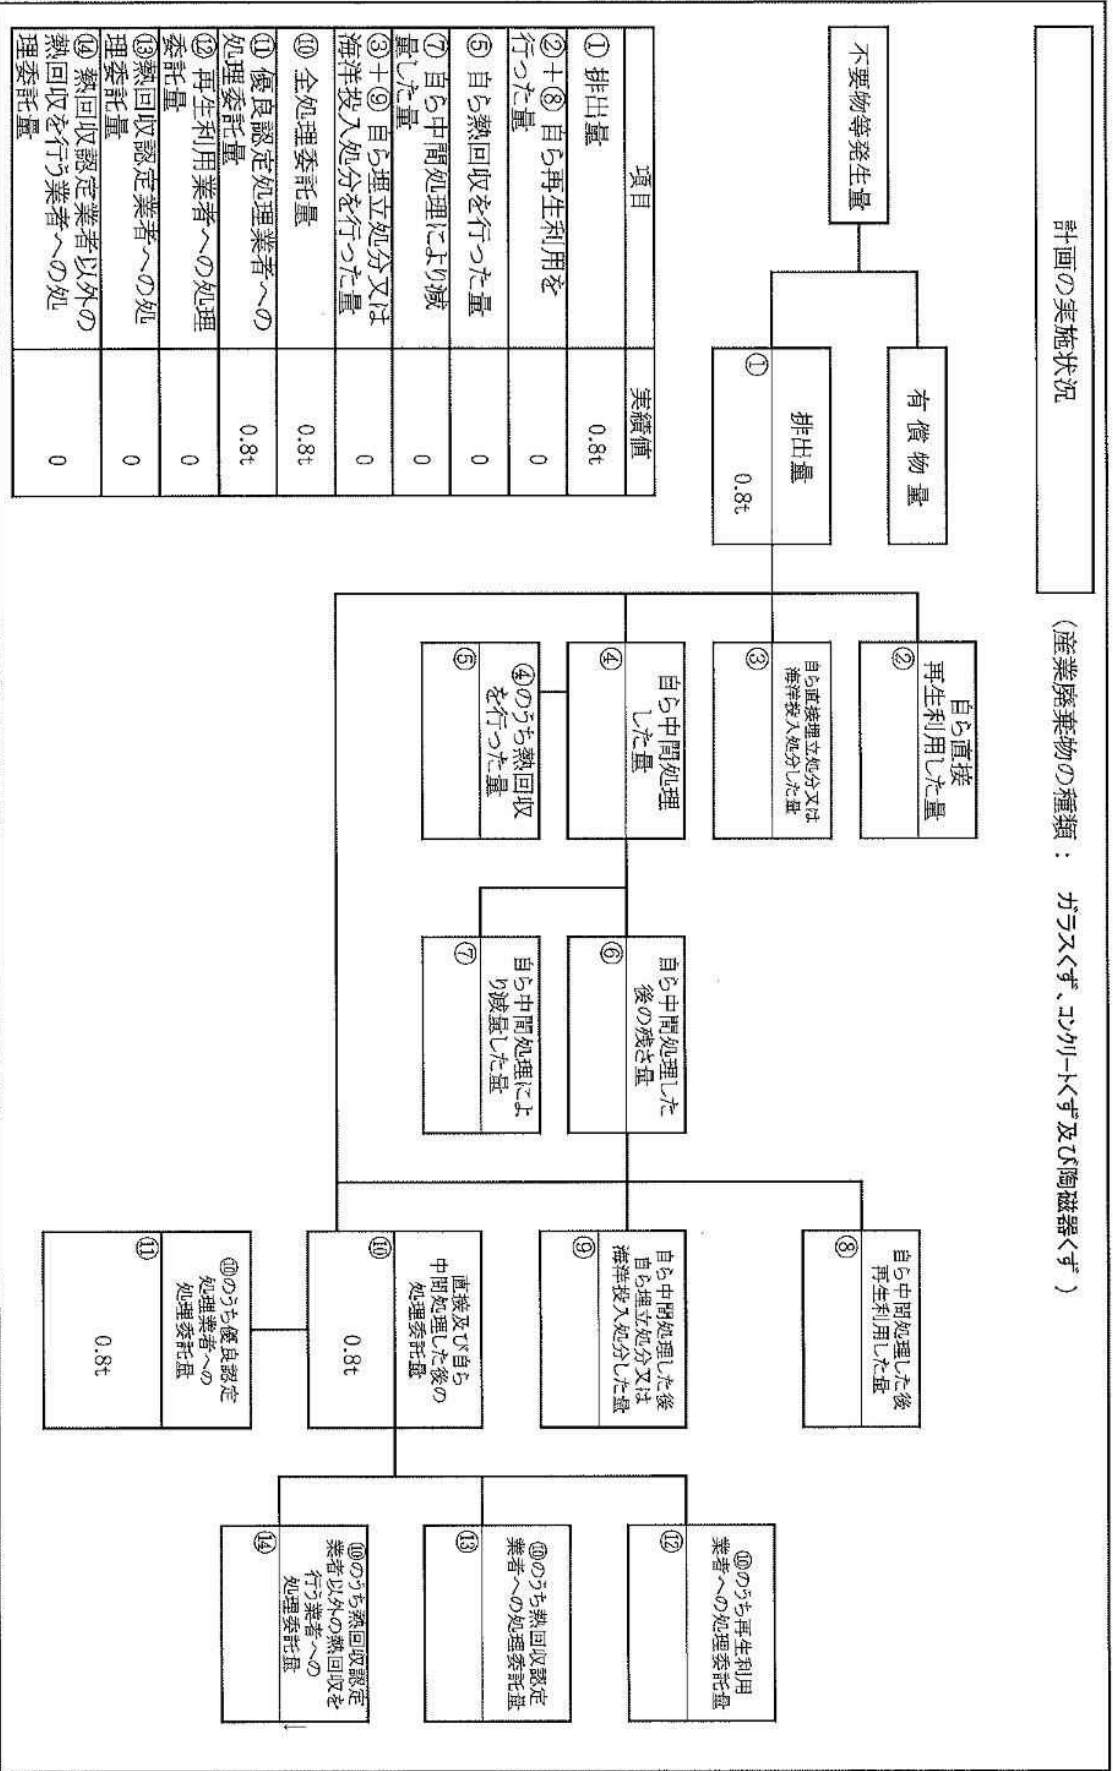 計画の実施状況
(産業廃棄物の種類： ガラスくず、コンクリートくず及び陶磁器くず )
不要物等発生量
有 償 物 量
排出量
①
0.8t
自ら直接
再生利用した量
②
自ら直接埋立処分又は
海洋投入処分した量
③
自ら中間処理
した量
④
④のうち熱回収
を行った量
⑤
自ら中間処理した
後の残さ量
⑥
自ら中間処理によ
り減量した量
⑦
自ら中間処理した後
再生利用した量
⑧
自ら中間処理した後
自ら埋立処分又は
海洋投入処分した量
⑨
直接及び自ら
中間処理した後の
処理委託量
⑩
0.8t
⑩のうち優良認定
処理業者への
処理委託量
⑪
0.8t
⑩のうち再生利用
業者への処理委託量
⑫
⑩のうち熱回収認定
業者への処理委託量
⑬
⑩のうち熱回収認定
業者以外の熱回収を
行う業者への
処理委託量
⑭
項目 実績値
① 排出量 0.8t
②＋⑧ 自ら再生利用を
行った量 0
⑤ 自ら熱回収を行った量 0
⑦ 自ら中間処理により減
量した量 0
③＋⑨ 自ら埋立処分又は
海洋投入処分を行った量 0
⑩ 全処理委託量 0.8t
⑪ 優良認定処理業者への
処理委託量 0.8t
⑫ 再生利用業者への処理
委託量 0
⑬熱回収認定業者への処
理委託量 0
⑭ 熱回収認定業者以外の
熱回収を行う業者への処
理委託量 0